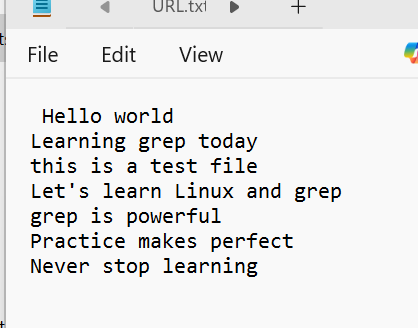 URL.txt
File Edit View
Hello world
Learning grep today
this is a test file
Let's learn Linux and grep
grep is powerful
Practice makes perfect
Never stop learning